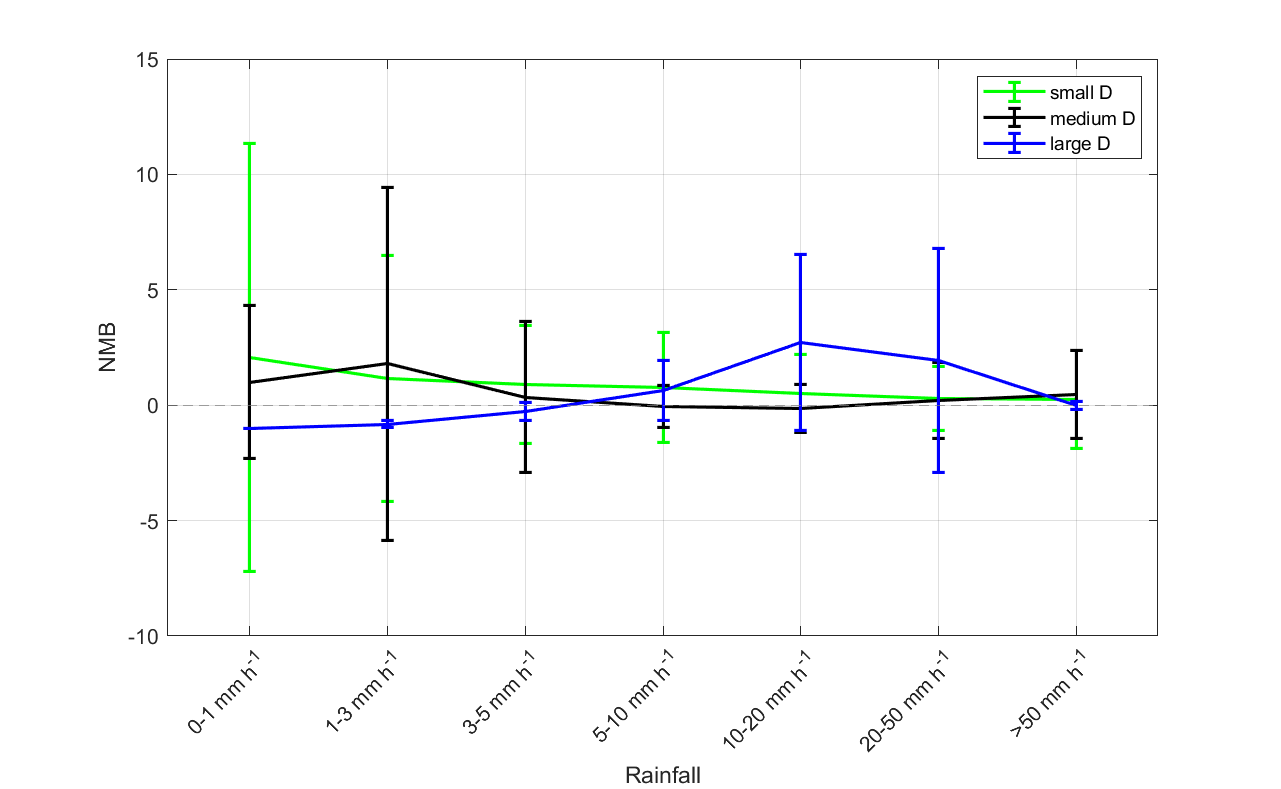 15
10
5
0
-5
-10
NMB
small D
medium D
large D
0-1 mm h⁻¹
1-3 mm h⁻¹
3-5 mm h⁻¹
5-10 mm h⁻¹
10-20 mm h⁻¹
20-50 mm h⁻¹
>50 mm h⁻¹
Rainfall